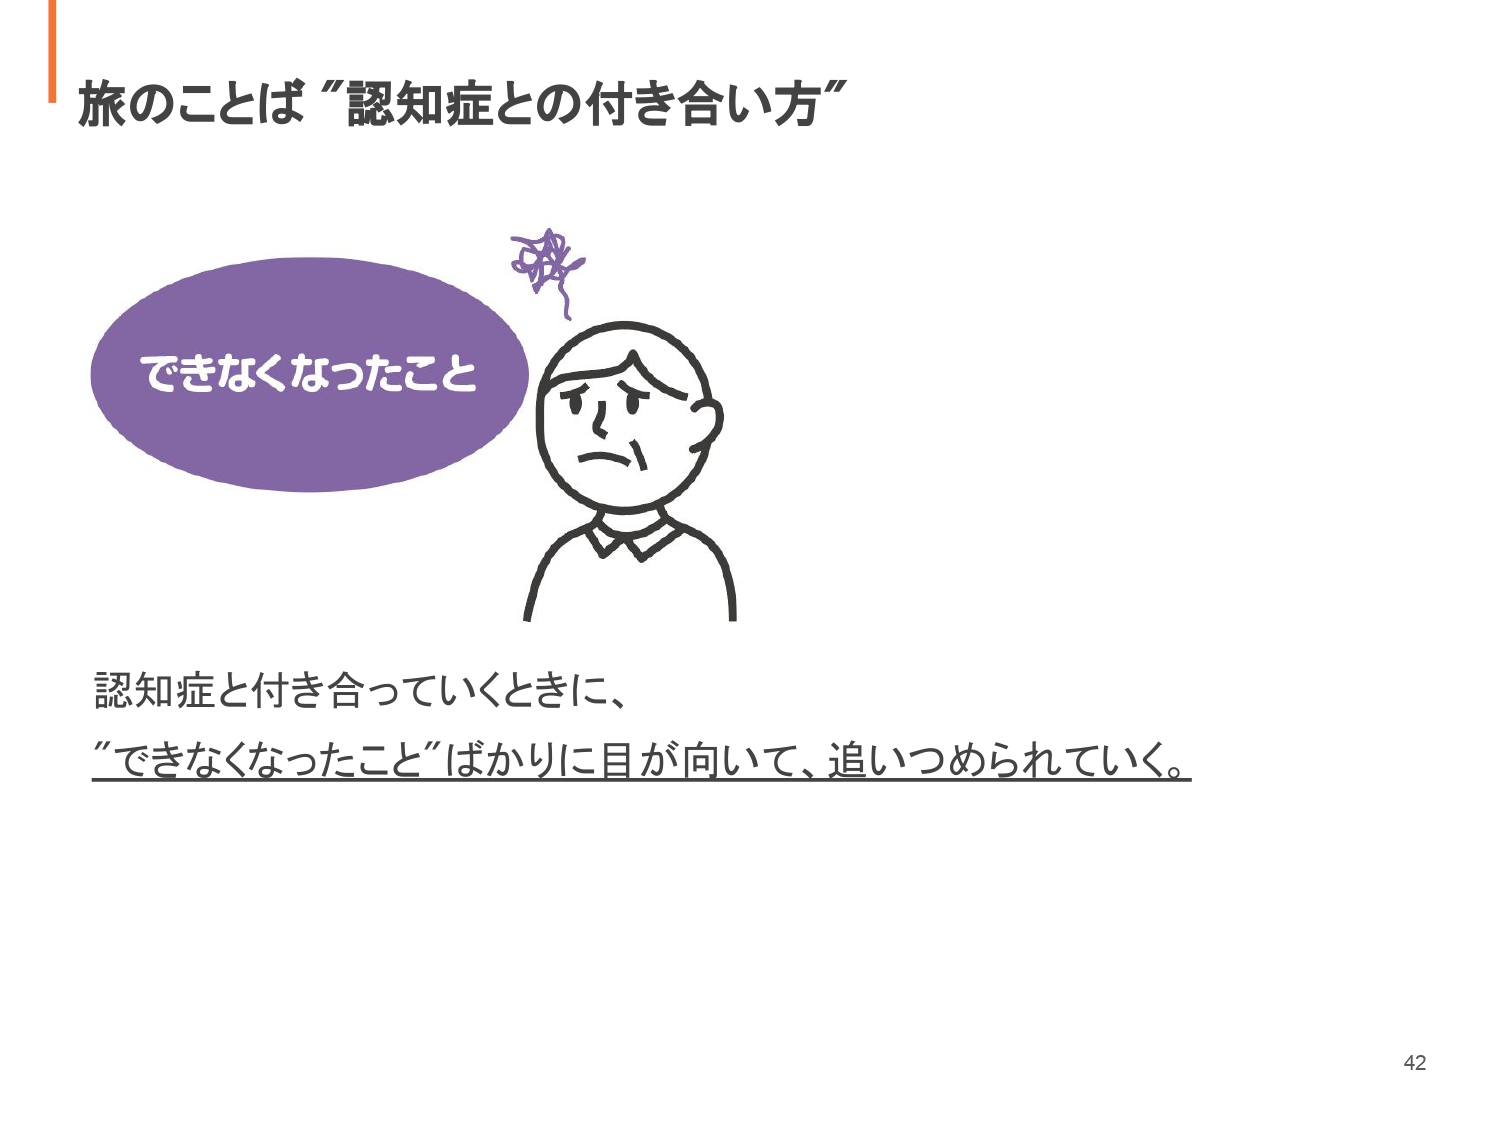 旅のことば ″認知症との付き合い方″
できなくなったこと
認知症と付き合っていくときに、
″できなくなったこと″ばかりに目が向いて、追いつめられていく。
42